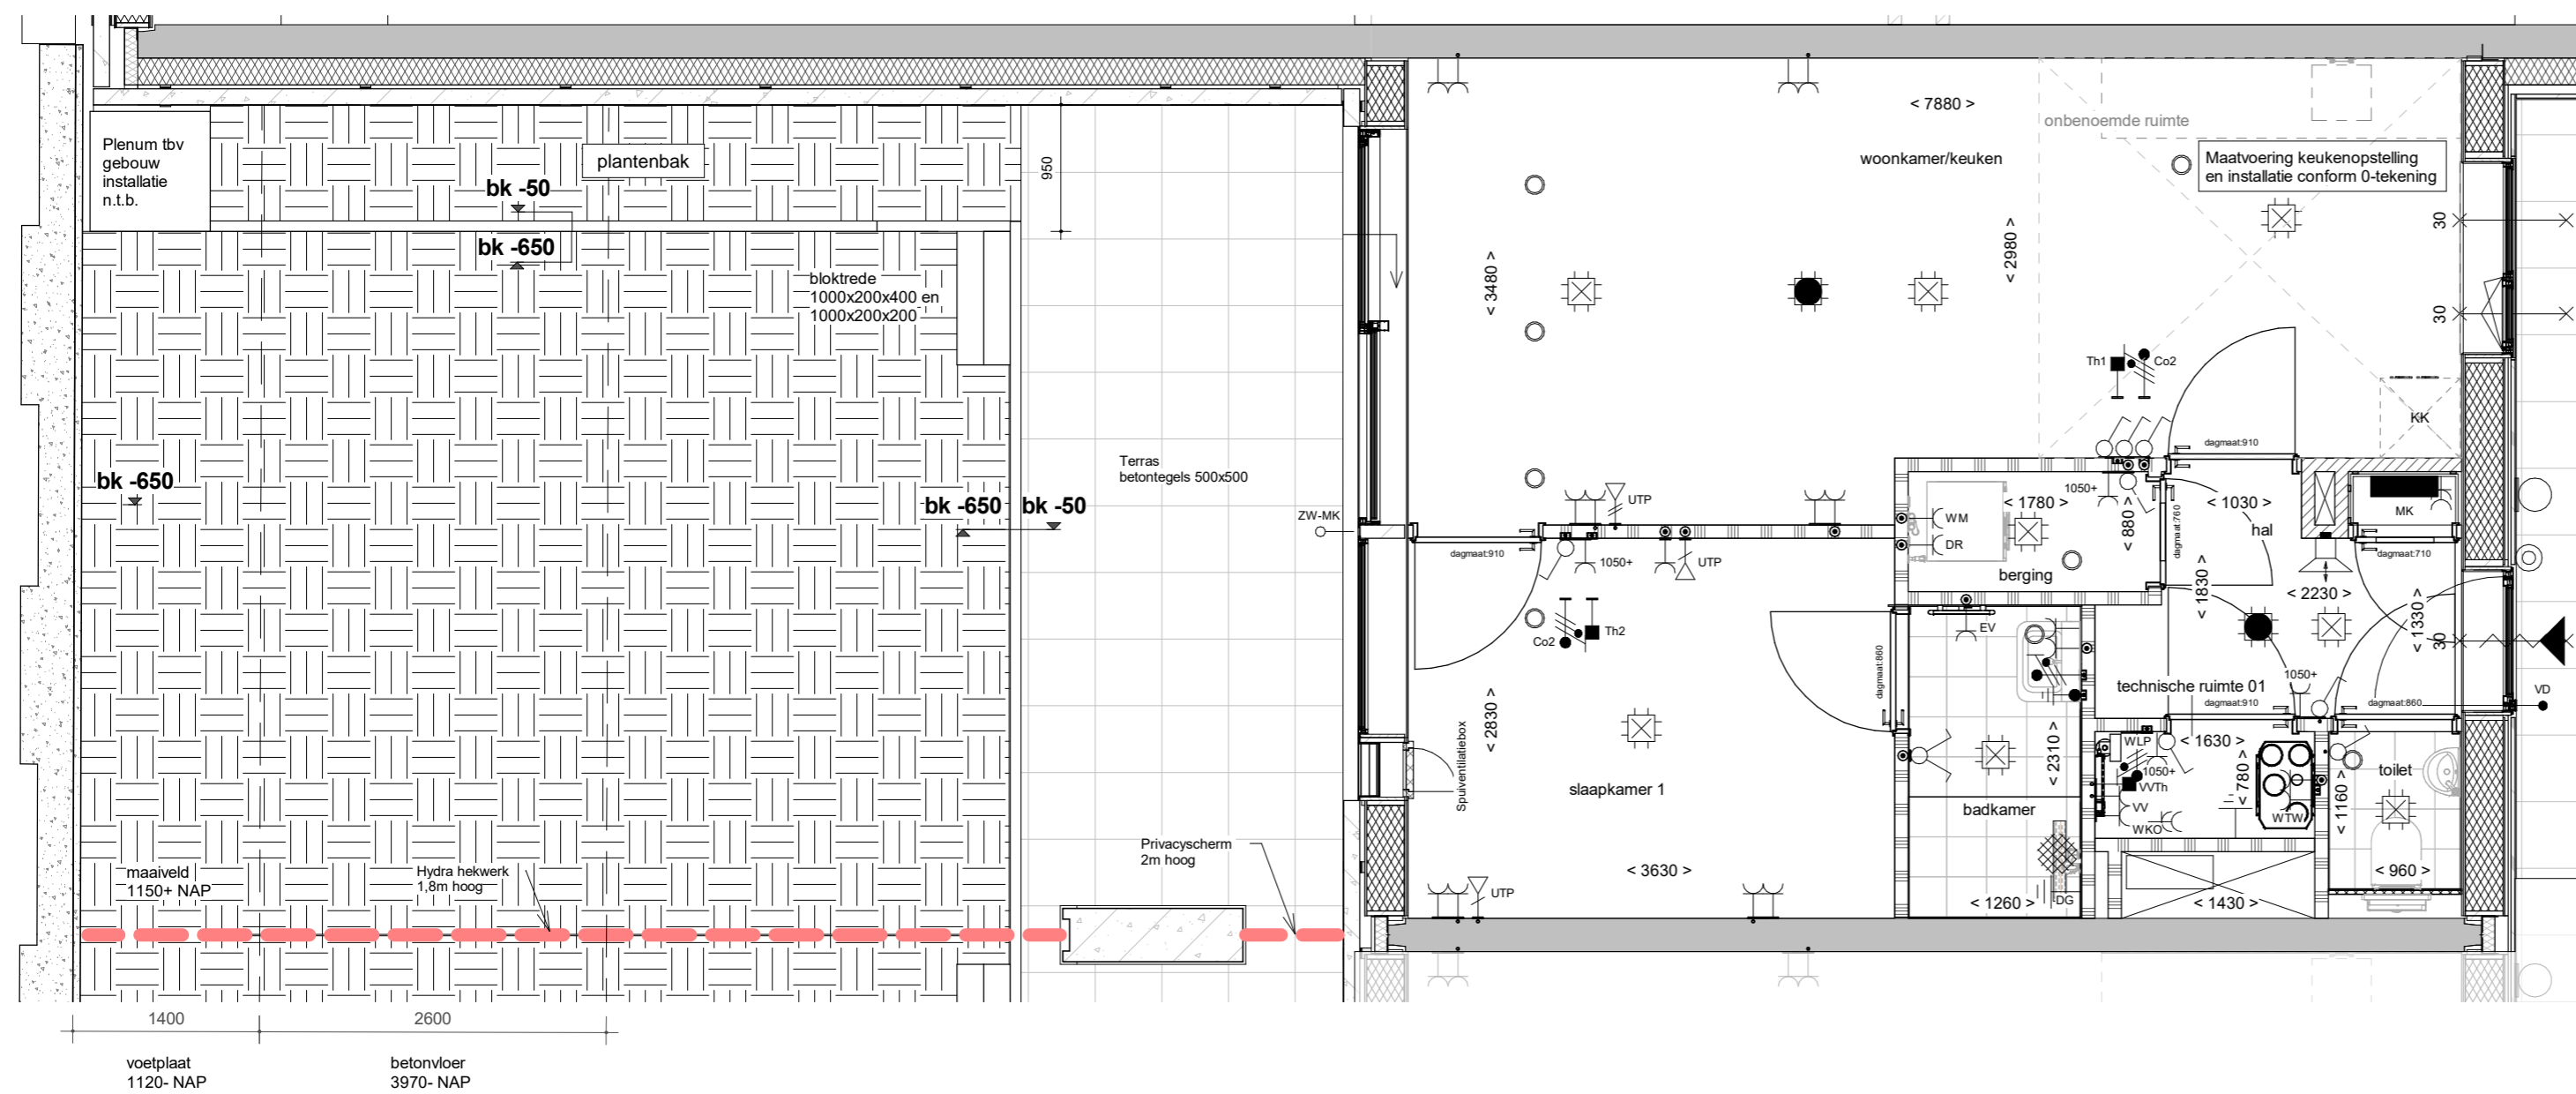 Plenum tbv
gebouw
installatie
n.t.b.
plantenbak
bk -50
bk -650
bloktrede
1000x200x400 en
1000x200x200
950
bk -650
bk -650
bk -50
Terras
betontegels 500x500
ZW-MK
maaiveld
1150+ NAP
Hydra hekwerk
1,8m hoog
Privacyscherm
2m hoog
1400
2600
voetplaat
1120- NAP
betonvloer
3970- NAP
< 7880 >
onbenoemde ruimte
woonkamer/keuken
Maatvoering keukenopstelling
en installatie conform 0-tekening
< 3480 >
< 2980 >
30
30
Th1
Co2
KK
dagmaat:910
UTP
1050+
< 1780 >
< 880 >
dagmaat:760
< 1030 >
hal
MK
WM
DR
berging
dagmaat:910
1050+
UTP
dagmaat:710
< 1830 >
< 2230 >
< 1330 >
30
Co2
Th2
EV
dagmaat:860
technische ruimte 01
1050+
dagmaat:910
dagmaat:860
VD
< 2830 >
Spuiventilatiebox
slaapkamer 1
< 2310 >
badkamer
WLP
< 1630 >
1050+
VVTh
VV
WKO
< 780 >
WTW
< 1160 >
toilet
< 3630 >
UTP
< 1260 >
DG
< 1430 >
< 960 >